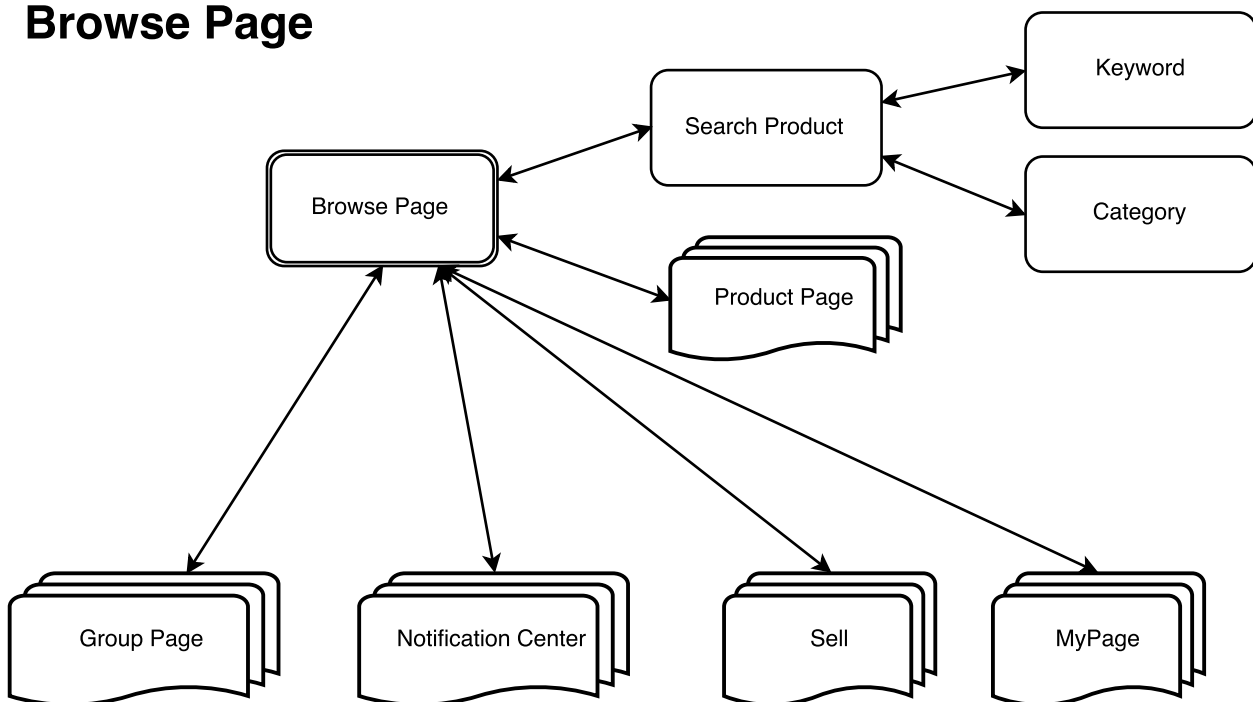 Browse Page
Keyword
Search Product
Browse Page
Category
Product Page
Group Page
Notification Center
Sell
MyPage